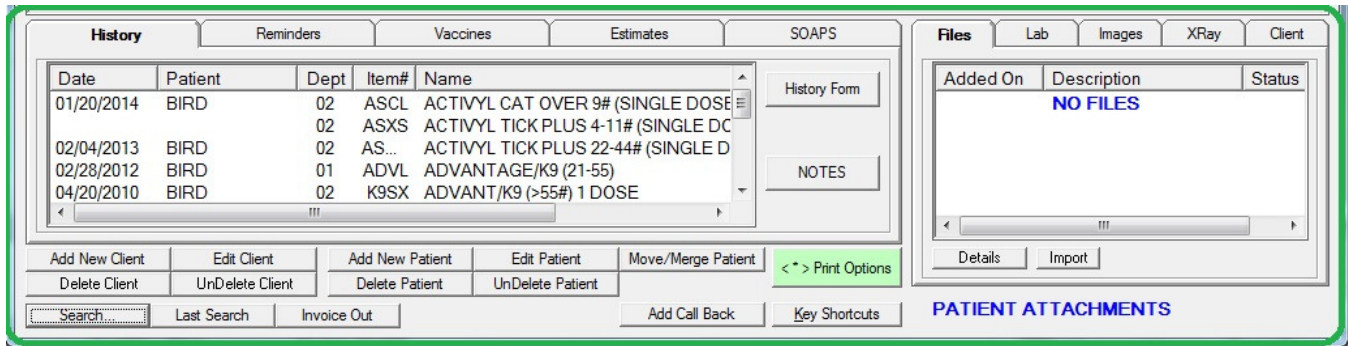 History Reminders Vaccines Estimates SOAPS
Date Patient Dept Item# Name
01/20/2014 BIRD 02 ASCL ACTIVYL CAT OVER 9# (SINGLE DOSE
02 ASXS ACTIVYL TICK PLUS 4-11# (SINGLE DO
02/04/2013 BIRD 02 AS... ACTIVYL TICK PLUS 22-44# (SINGLE D
02/28/2012 BIRD 01 ADVL ADVANTAGE/K9 (21-55)
04/20/2010 BIRD 02 K9SX ADVANT/K9 (>55#) 1 DOSE
History Form
NOTES
Add New Client Edit Client Add New Patient Edit Patient Move/Merge Patient
< * > Print Options
Delete Client UnDelete Client Delete Patient UnDelete Patient
Search... Last Search Invoice Out Add Call Back Key Shortcuts
Files Lab Images XRay Client
Added On Description Status
NO FILES
Details Import
PATIENT ATTACHMENTS